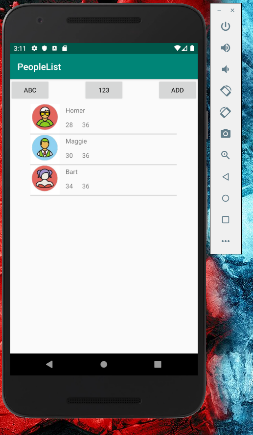 3:11
PeopleList
ABC 123 ADD
Homer
28 36
Maggie
30 36
Bart
34 36